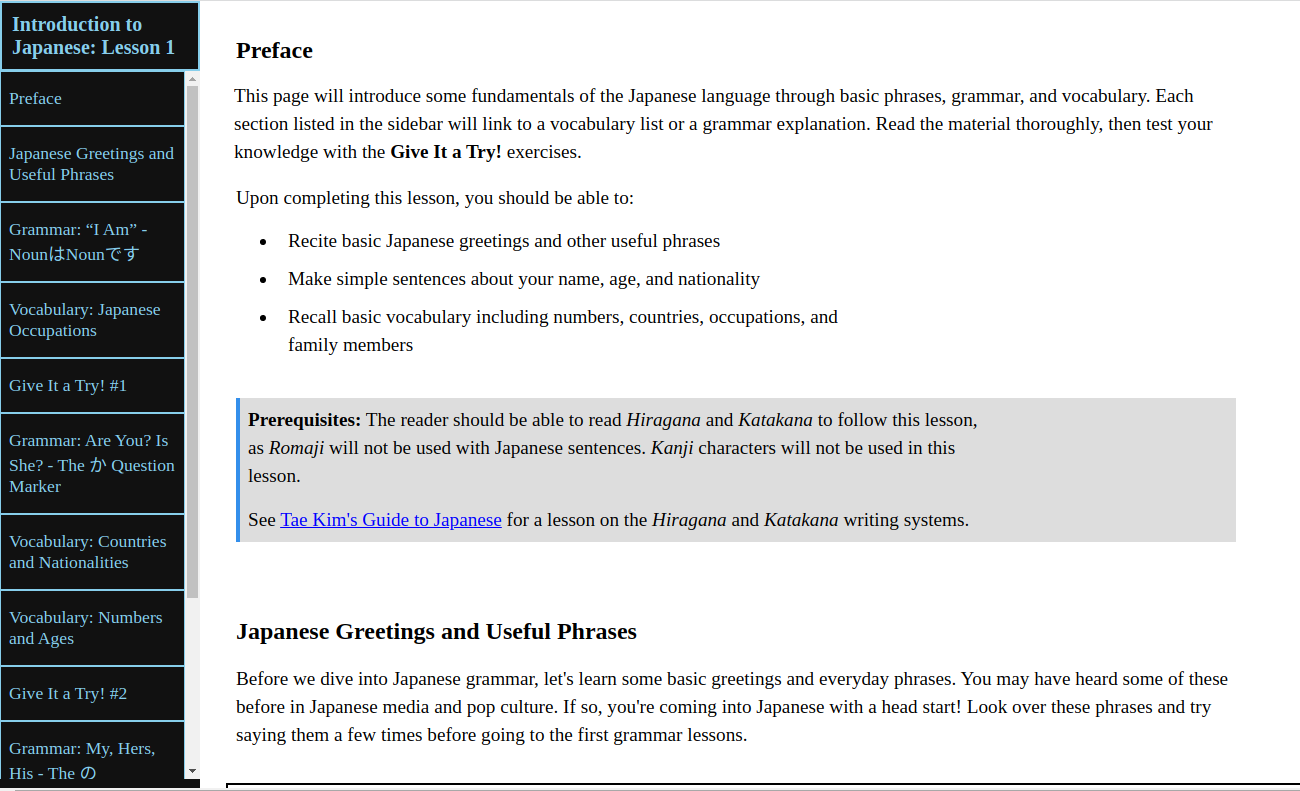 Introduction to
Japanese: Lesson 1
Preface
Japanese Greetings and
Useful Phrases
Grammar: “I Am” -
NounはNounです
Vocabulary: Japanese
Occupations
Give It a Try! #1
Grammar: Are You? Is
She? - The か Question
Marker
Vocabulary: Countries
and Nationalities
Vocabulary: Numbers
and Ages
Give It a Try! #2
Grammar: My, Hers,
His - The の
Preface
This page will introduce some fundamentals of the Japanese language through basic phrases, grammar, and vocabulary. Each
section listed in the sidebar will link to a vocabulary list or a grammar explanation. Read the material thoroughly, then test your
knowledge with the Give It a Try! exercises.
Upon completing this lesson, you should be able to:
• Recite basic Japanese greetings and other useful phrases
• Make simple sentences about your name, age, and nationality
• Recall basic vocabulary including numbers, countries, occupations, and
family members
Prerequisites: The reader should be able to read Hiragana and Katakana to follow this lesson,
as Romaji will not be used with Japanese sentences. Kanji characters will not be used in this
lesson.
See Tae Kim's Guide to Japanese for a lesson on the Hiragana and Katakana writing systems.
Japanese Greetings and Useful Phrases
Before we dive into Japanese grammar, let's learn some basic greetings and everyday phrases. You may have heard some of these
before in Japanese media and pop culture. If so, you're coming into Japanese with a head start! Look over these phrases and try
saying them a few times before going to the first grammar lessons.